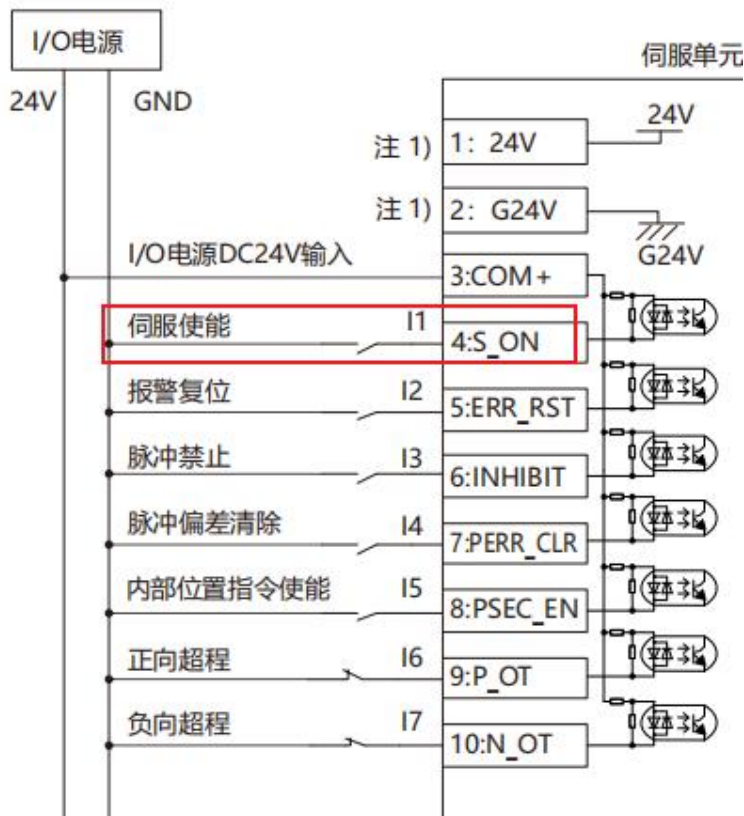 I/O电源
伺服单元
24V
GND
24V
注 1)
1: 24V
注 1)
2: G24V
G24V
I/O电源DC24V输入
3:COM+
伺服使能
I1
4:S_ON
报警复位
I2
5:ERR_RST
脉冲禁止
I3
6:INHIBIT
脉冲偏差清除
I4
7:PERR_CLR
内部位置指令使能
I5
8:PSEC_EN
正向超程
I6
9:P_OT
负向超程
I7
10:N_OT